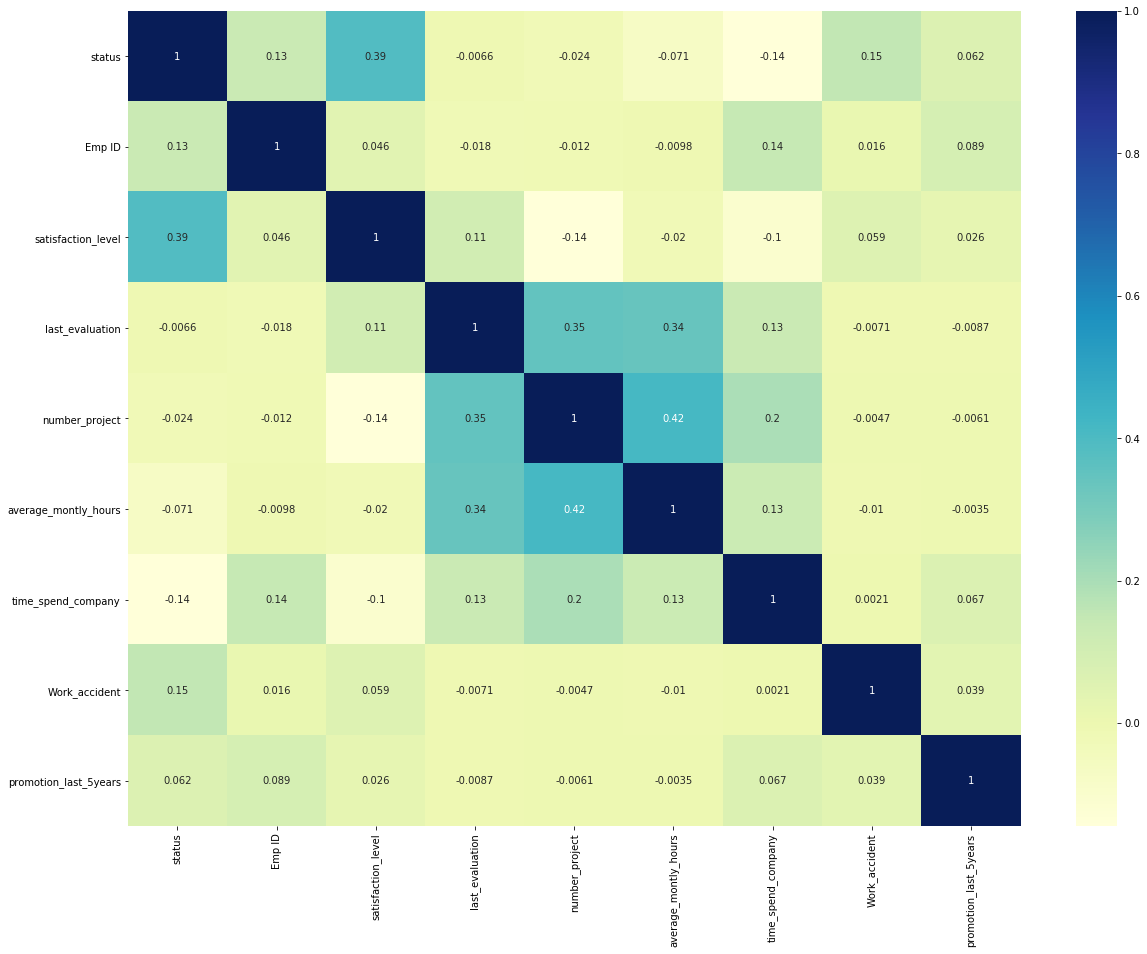 status 1 0.13 0.39 -0.0066 -0.024 -0.071 -0.14 0.15 0.062
Emp ID 0.13 1 0.046 -0.018 -0.012 -0.0098 0.14 0.016 0.089
satisfaction_level 0.39 0.046 1 0.11 -0.14 -0.02 -0.1 0.059 0.026
last_evaluation -0.0066 -0.018 0.11 1 0.35 0.34 0.13 -0.0071 -0.0087
number_project -0.024 -0.012 -0.14 0.35 1 0.42 0.2 -0.0047 -0.0061
average_montly_hours -0.071 -0.0098 -0.02 0.34 0.42 1 0.13 -0.01 -0.0035
time_spend_company -0.14 0.14 -0.1 0.13 0.2 0.13 1 0.0021 0.067
Work_accident 0.15 0.016 0.059 -0.0071 -0.0047 -0.01 0.0021 1 0.039
promotion_last_5years 0.062 0.089 0.026 -0.0087 -0.0061 -0.0035 0.067 0.039 1
status
Emp ID
satisfaction_level
last_evaluation
number_project
average_montly_hours
time_spend_company
Work_accident
promotion_last_5years
1.0
0.8
0.6
0.4
0.2
0.0